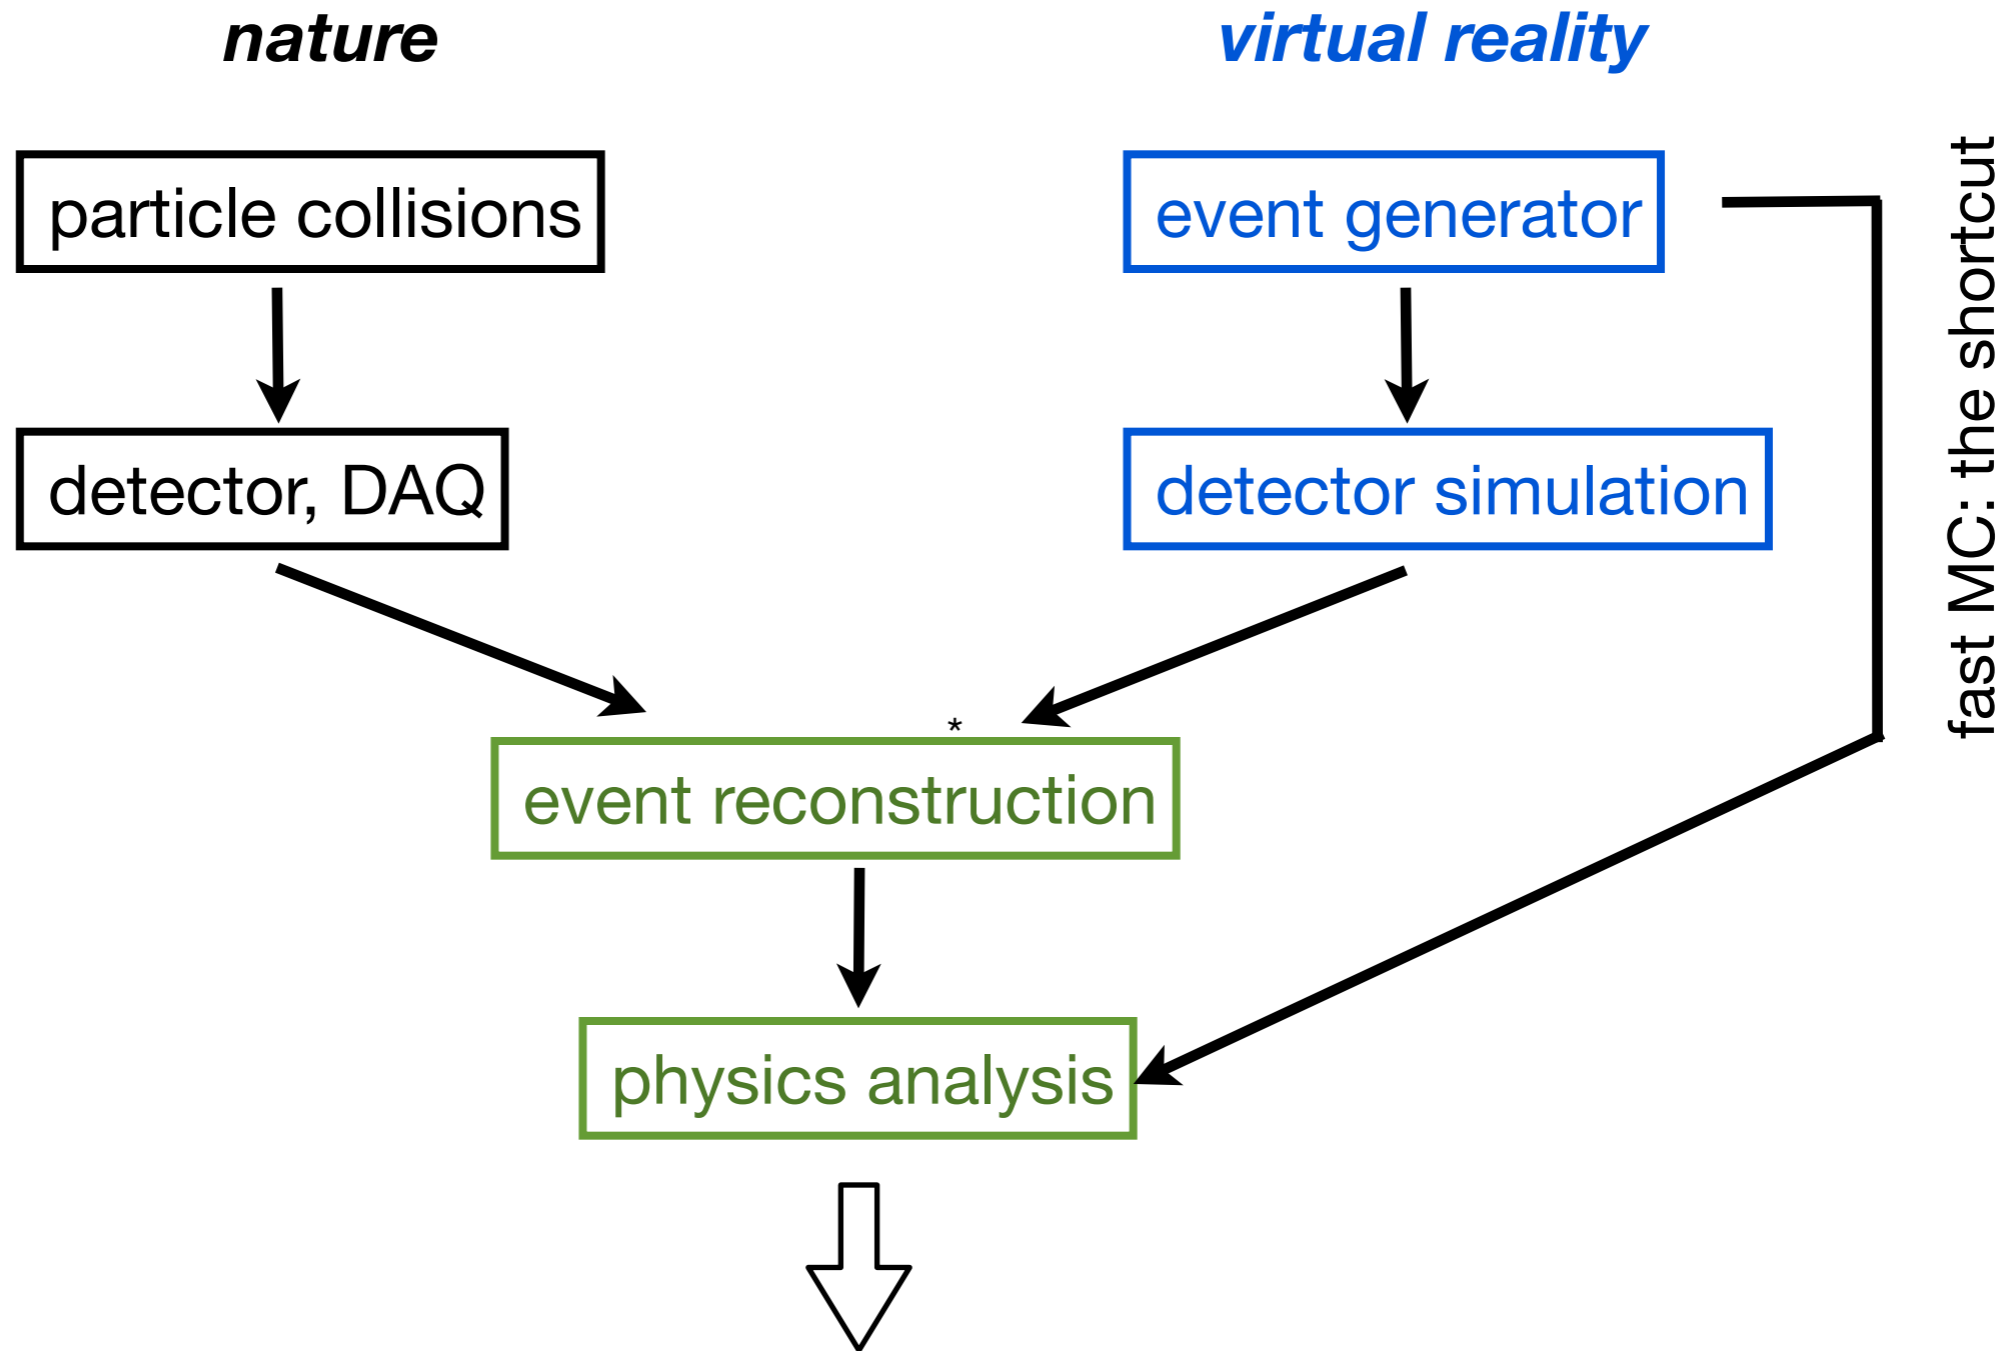 nature
virtual reality
particle collisions
event generator
fast MC: the shortcut
detector, DAQ
detector simulation
*
event reconstruction
physics analysis